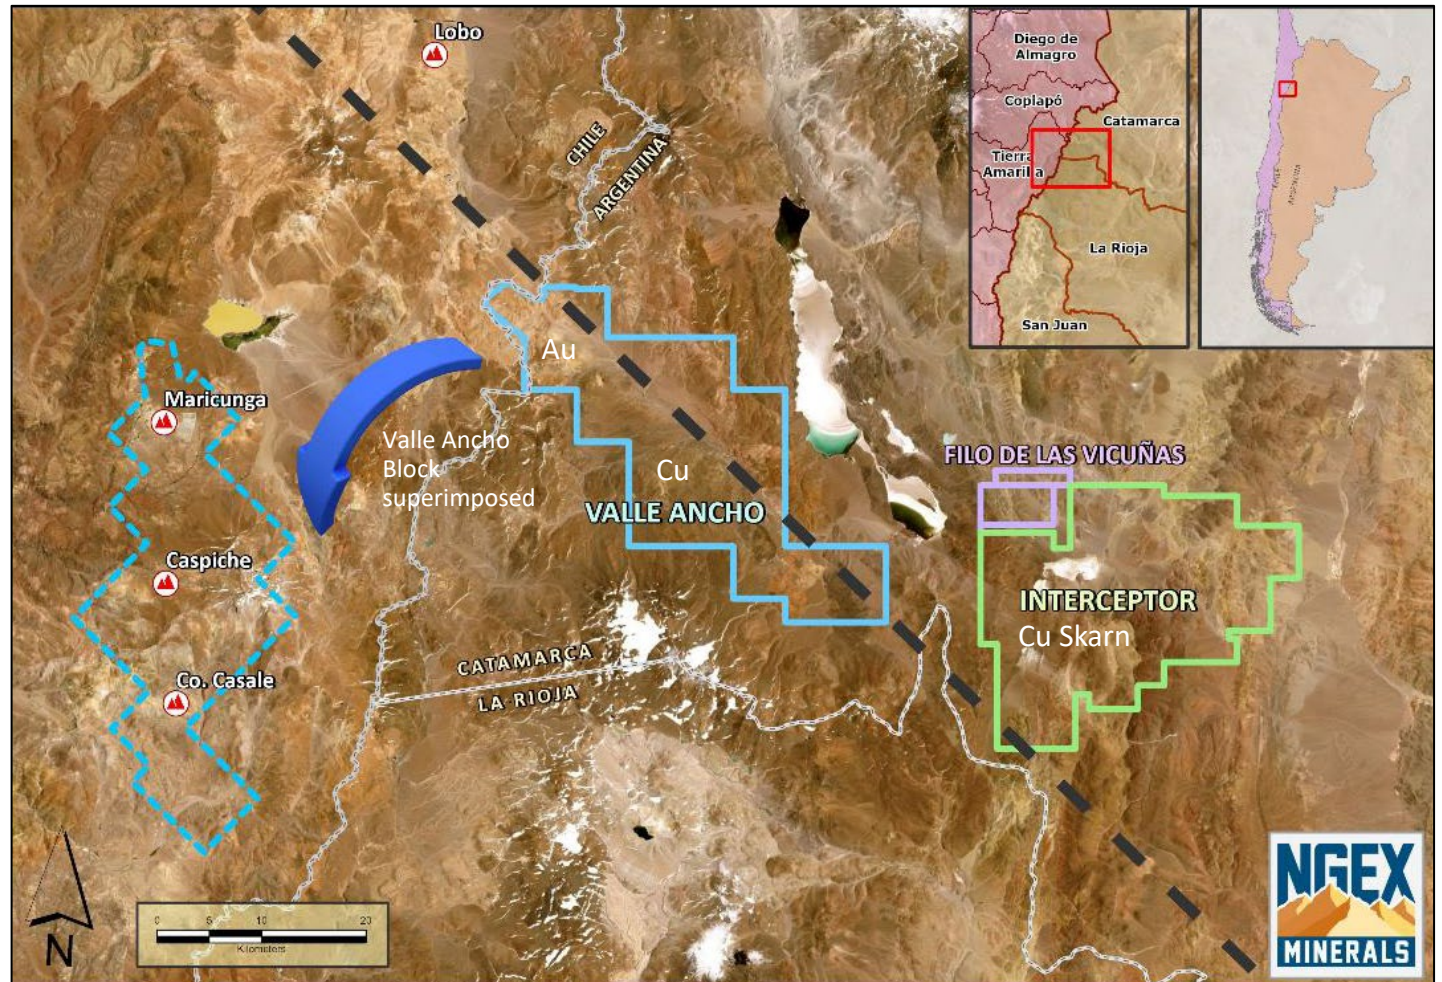 Lobo
CHILE
ARGENTINA
Diego de
Almagro
Copiapó
Catamarca
Tierra
Amarilla
La Rioja
San Juan
CHILE
ARGENTINA
Au
Maricunga
Valle Ancho
Block
superimposed
Cu
VALLE ANCHO
FILO DE LAS VICUÑAS
Caspiche
INTERCEPTOR
Cu Skarn
CATAMARCA
LA RIOJA
Co. Casale
N
0 5 10 20
Kilometers
NGEX
MINERALS